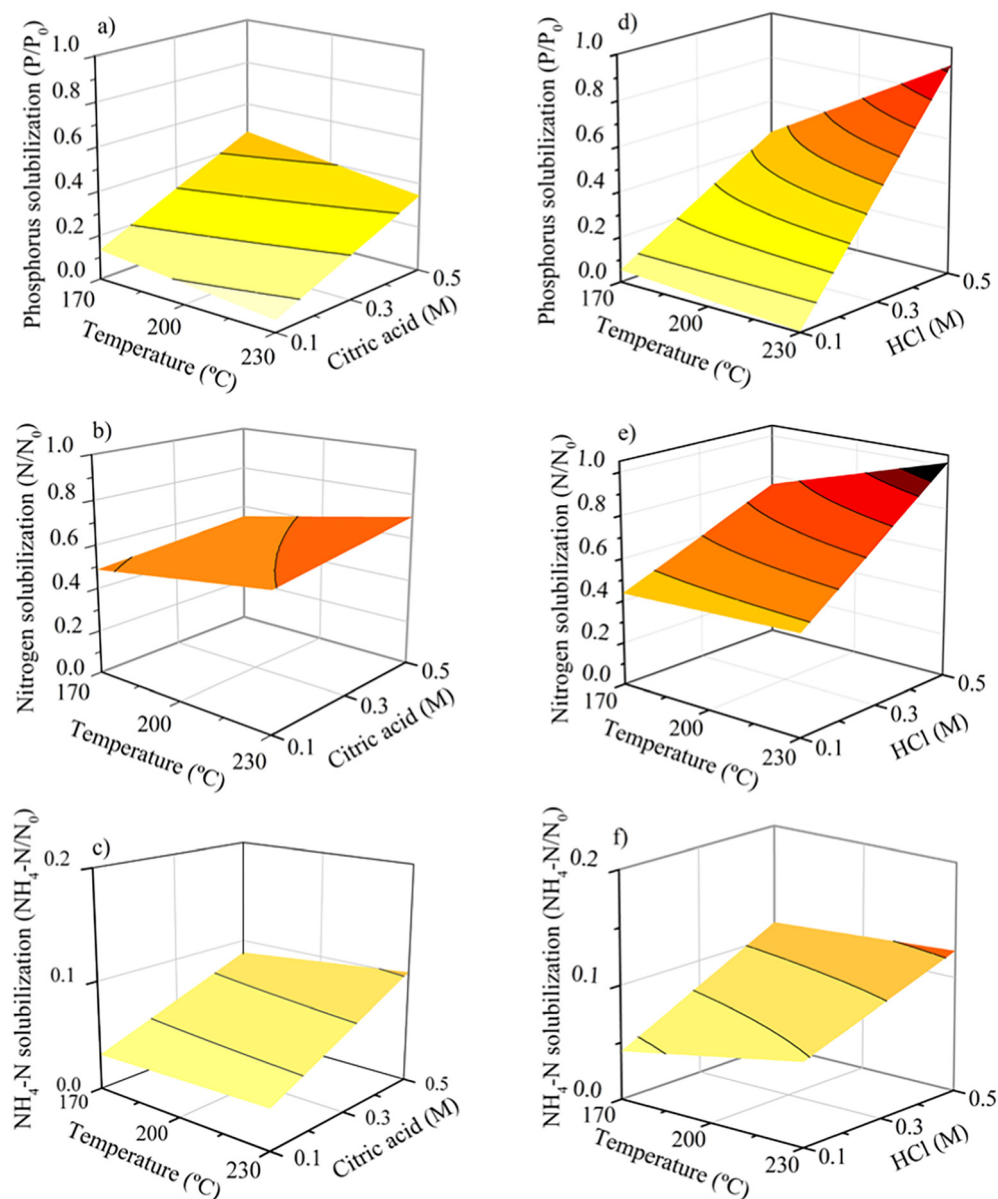 a)
Phosphorus solubilization (P/P₀)
1.0
0.8
0.6
0.4
0.2
0.0
170
200
230
Temperature (ºC)
0.1
0.3
0.5
Citric acid (M)
d)
Phosphorus solubilization (P/P₀)
1.0
0.8
0.6
0.4
0.2
0.0
170
200
230
Temperature (ºC)
0.1
0.3
0.5
HCl (M)
b)
Nitrogen solubilization (N/N₀)
1.0
0.8
0.6
0.4
0.2
0.0
170
200
230
Temperature (ºC)
0.1
0.3
0.5
Citric acid (M)
e)
Nitrogen solubilization (N/N₀)
1.0
0.8
0.6
0.4
0.2
0.0
170
200
230
Temperature (ºC)
0.1
0.3
0.5
HCl (M)
c)
NH₄-N solubilization (NH₄-N/N₀)
0.2
0.1
0.0
170
200
230
Temperature (ºC)
0.1
0.3
0.5
Citric acid (M)
f)
NH₄-N solubilization (NH₄-N/N₀)
0.2
0.1
0.0
170
200
230
Temperature (ºC)
0.1
0.3
0.5
HCl (M)